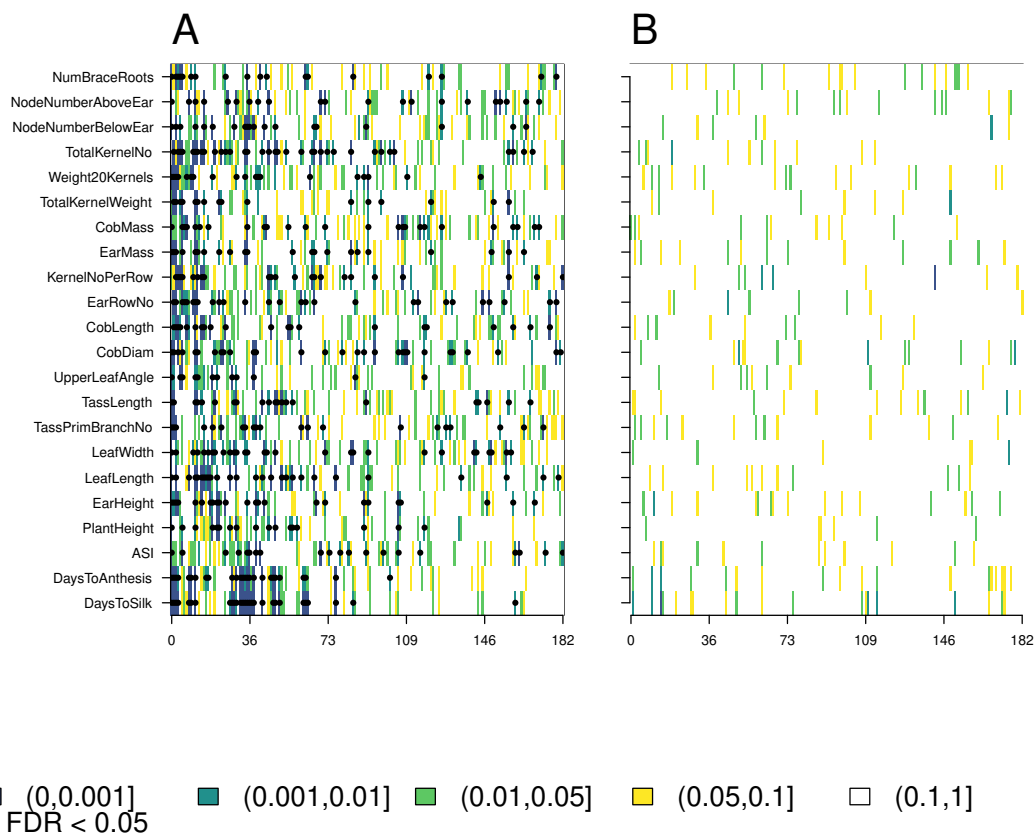 A B
NumBraceRoots
NodeNumberAboveEar
NodeNumberBelowEar
TotalKernelNo
Weight20Kernels
TotalKernelWeight
CobMass
EarMass
KernelNoPerRow
EarRowNo
CobLength
CobDiam
UpperLeafAngle
TassLength
TassPrimBranchNo
LeafWidth
LeafLength
EarHeight
PlantHeight
ASI
DaysToAnthesis
DaysToSilk
0 36 73 109 146 182 0 36 73 109 146 182
(0,0.001] (0.001,0.01] (0.01,0.05] (0.05,0.1] (0.1,1]
FDR < 0.05